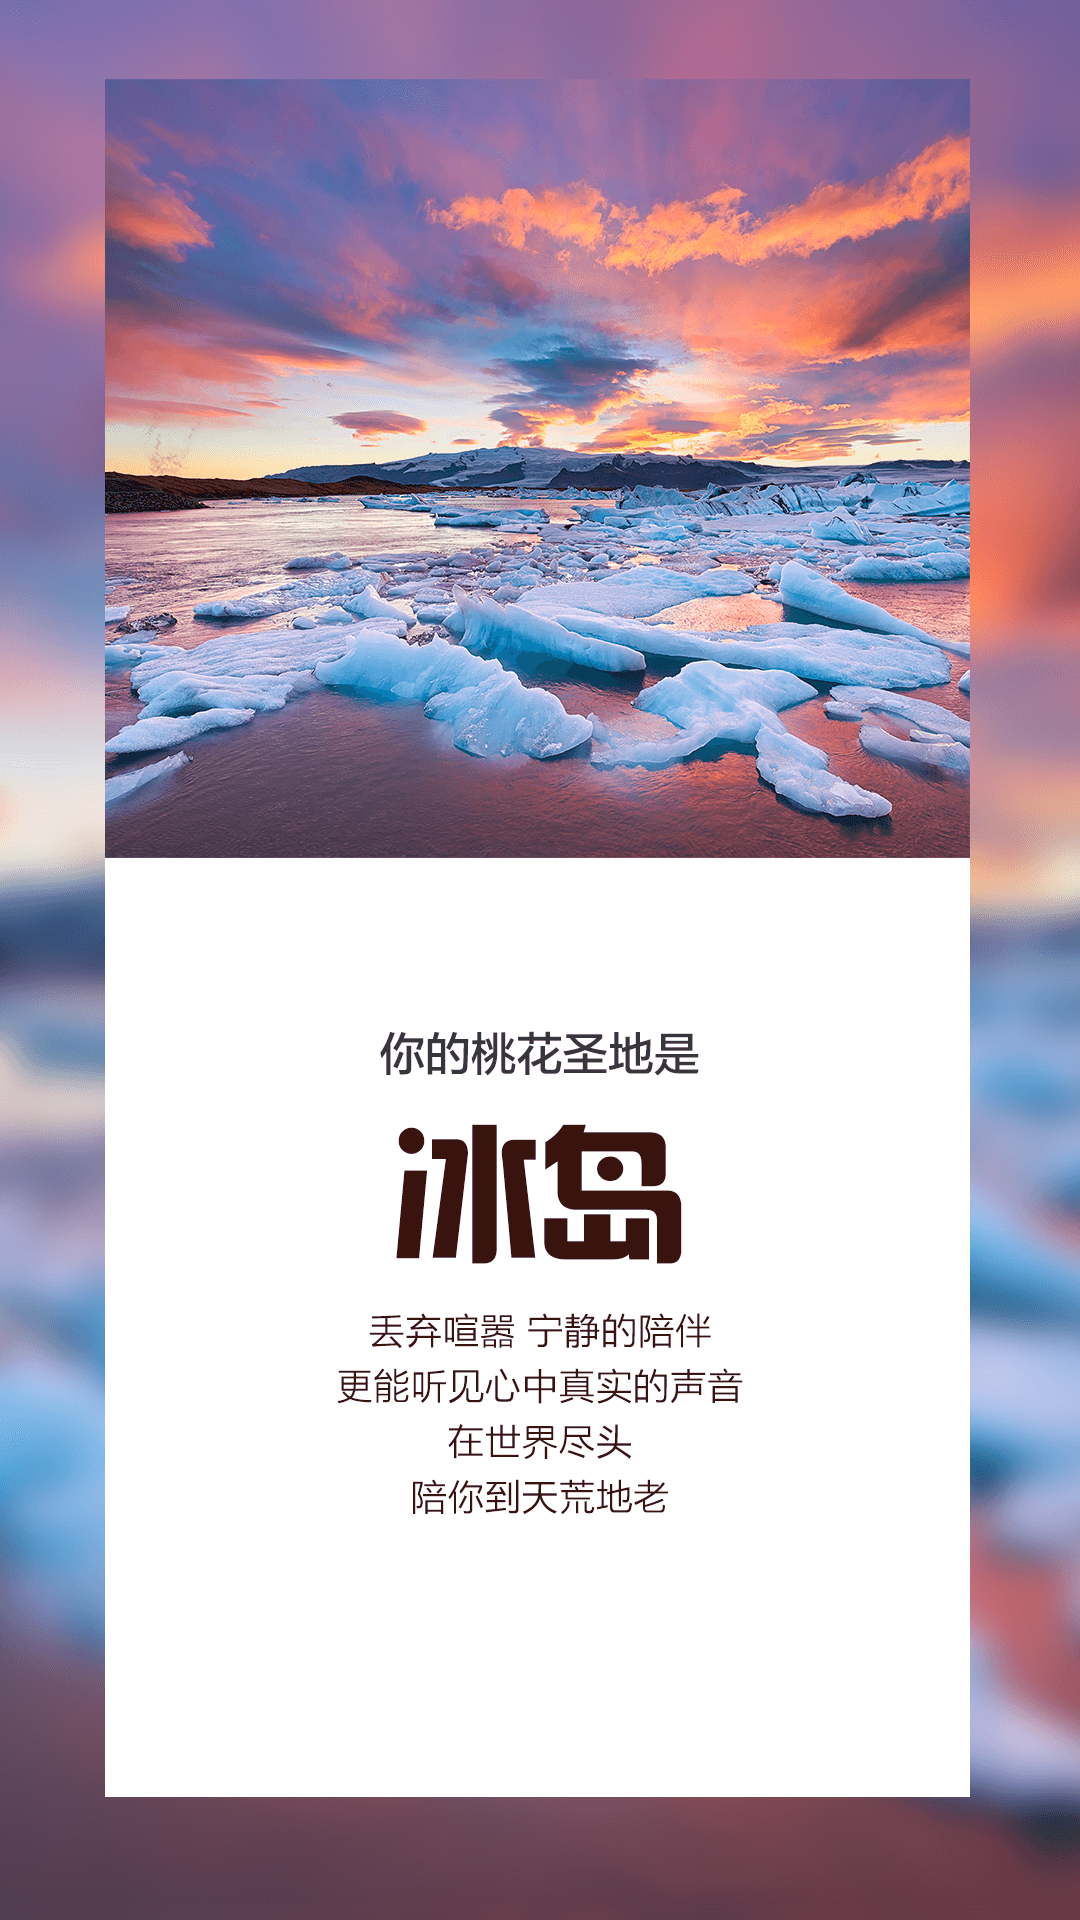 你的桃花圣地是
冰岛
丢弃喧嚣 宁静的陪伴
更能听见心中真实的声音
在世界尽头
陪你到天荒地老